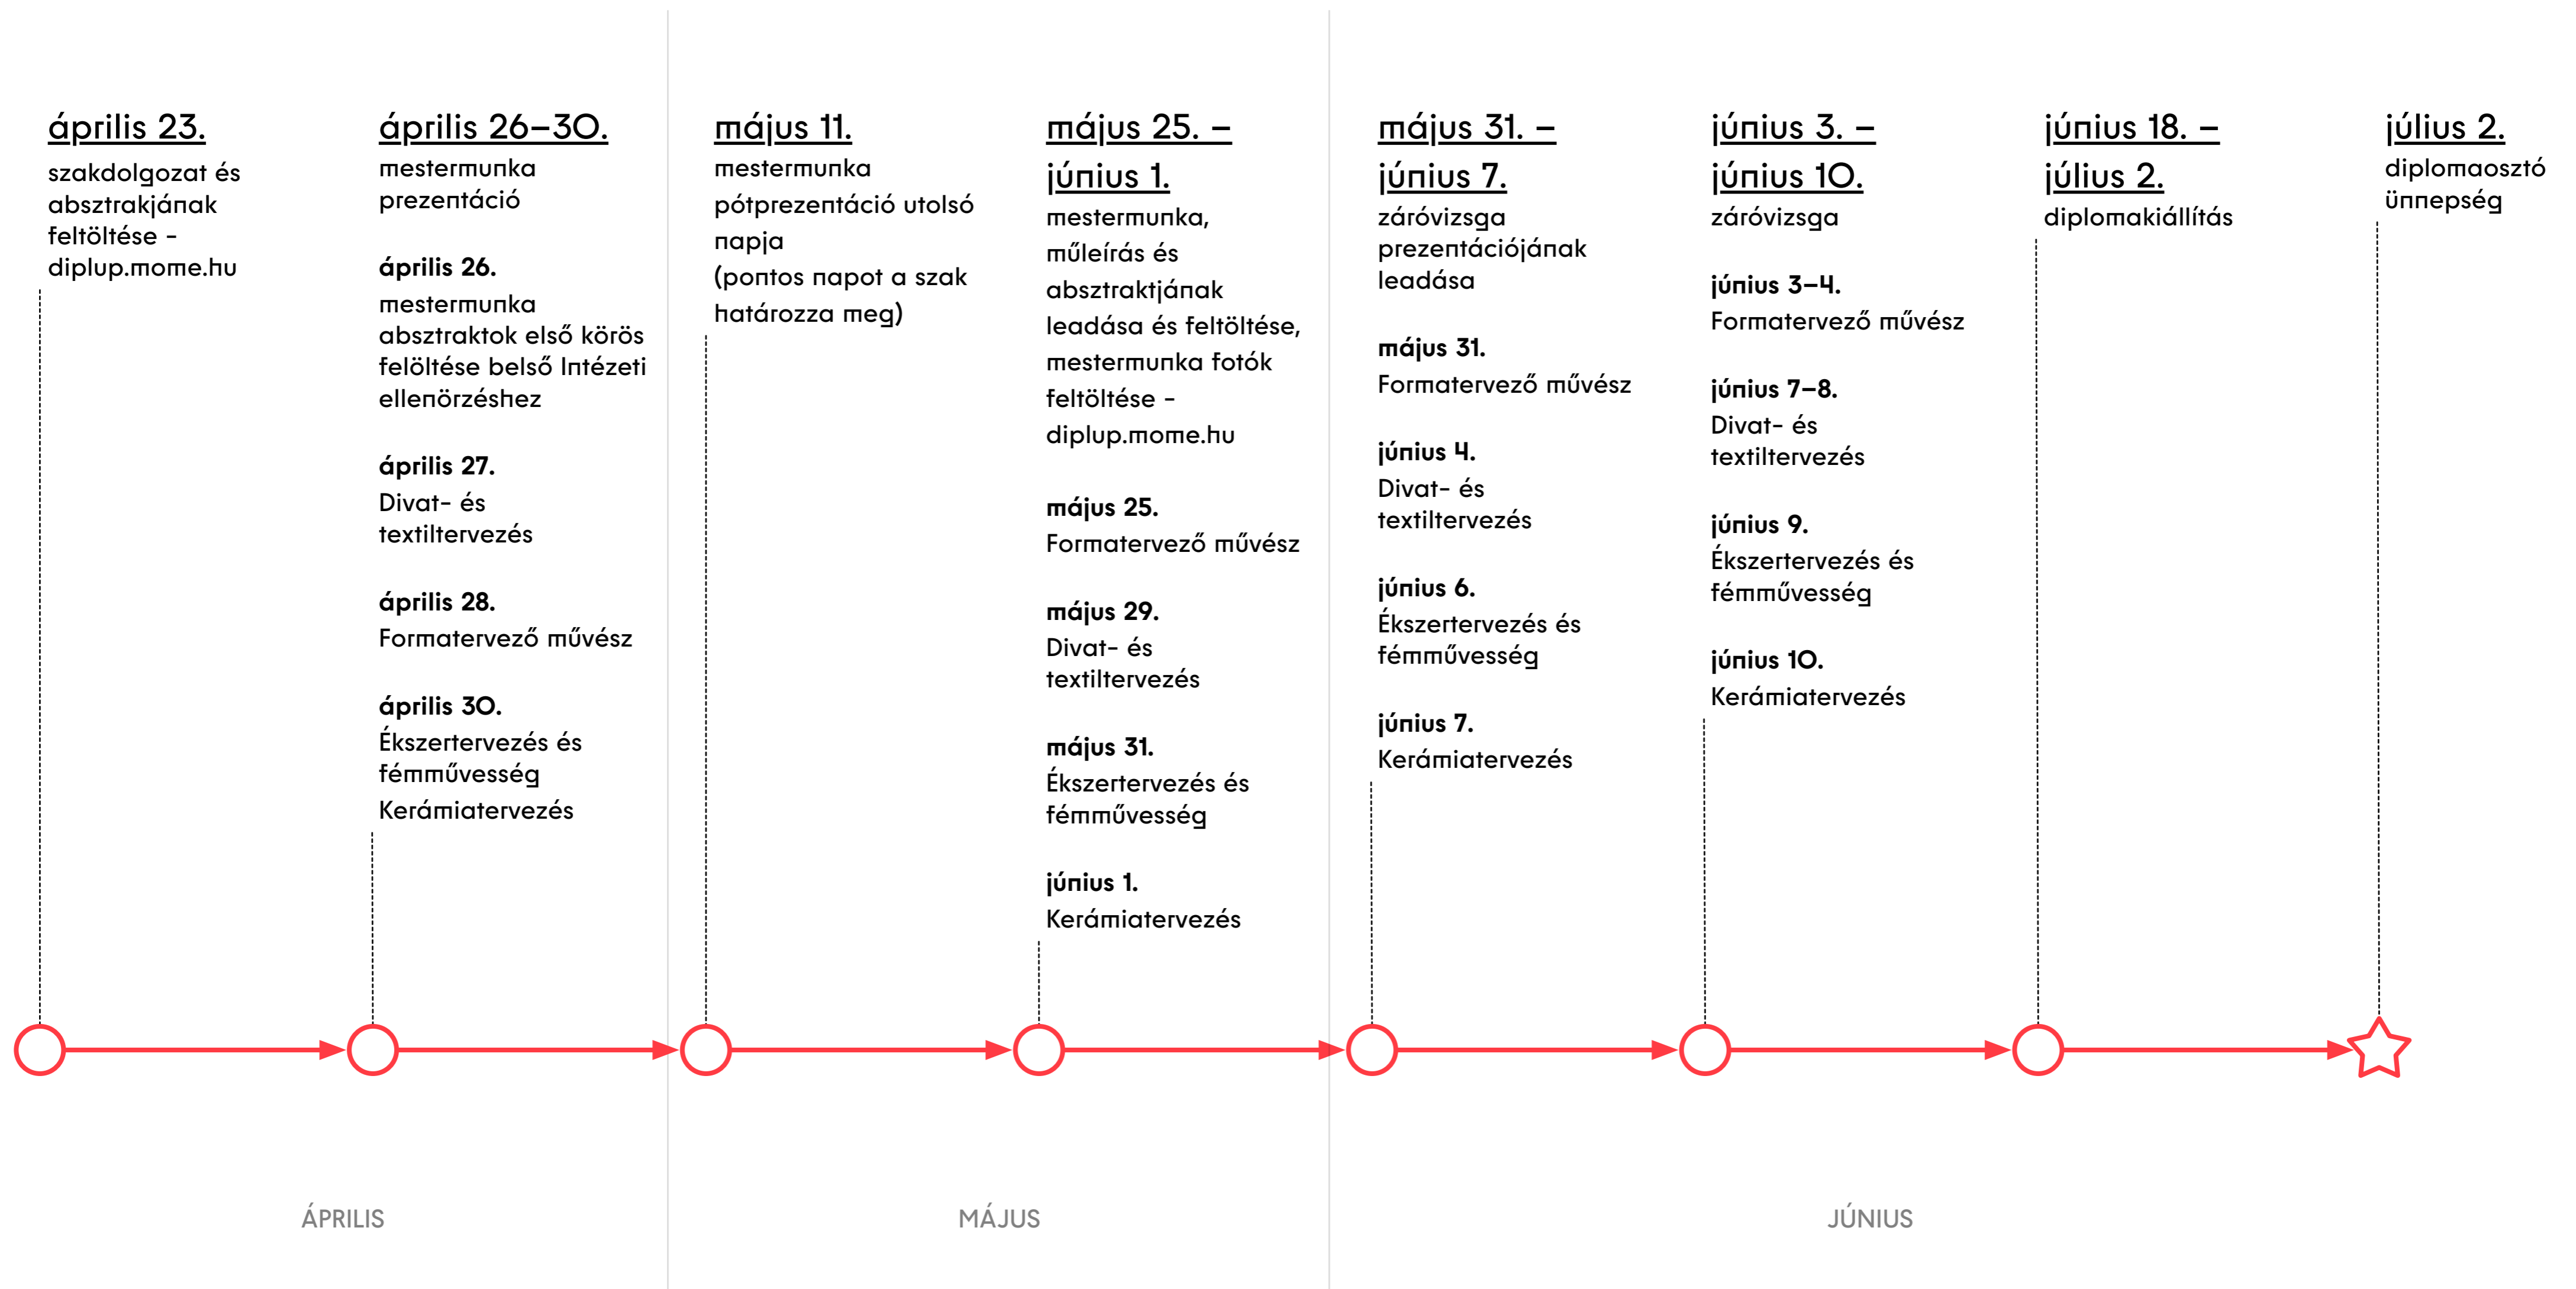 április 23.
szakdolgozat és
absztrakjának
feltöltése -
diplup.mome.hu
április 26–30.
mestermunka
prezentáció
április 26.
mestermunka
absztraktok első körös
felöltése belső Intézeti
ellenörzéshez
április 27.
Divat- és
textiltervezés
április 28.
Formatervező művész
április 30.
Ékszertervezés és
fémművesség
Kerámiatervezés
május 11.
mestermunka
pótprezentáció utolsó
napja
(pontos napot a szak
határozza meg)
május 25. –
június 1.
mestermunka,
műleírás és
absztraktjának
leadása és feltöltése,
mestermunka fotók
feltöltése -
diplup.mome.hu
május 25.
Formatervező művész
május 29.
Divat- és
textiltervezés
május 31.
Ékszertervezés és
fémművesség
június 1.
Kerámiatervezés
május 31. –
június 7.
záróvizsga
prezentációjának
leadása
május 31.
Formatervező művész
június 4.
Divat- és
textiltervezés
június 6.
Ékszertervezés és
fémművesség
június 7.
Kerámiatervezés
június 3. –
június 10.
záróvizsga
június 3–4.
Formatervező művész
június 7–8.
Divat- és
textiltervezés
június 9.
Ékszertervezés és
fémművesség
június 10.
Kerámiatervezés
június 18. –
július 2.
diplomakiállítás
július 2.
diplomaosztó
ünnepség
ÁPRILIS
MÁJUS
JÚNIUS